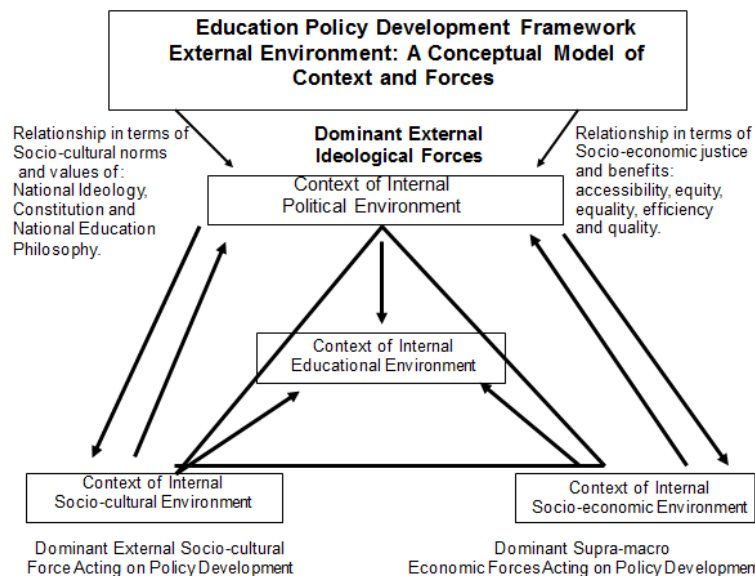 Education Policy Development Framework
External Environment: A Conceptual Model of
Context and Forces
Relationship in terms of
Socio-cultural norms
and values of:
National Ideology,
Constitution and
National Education
Philosophy.
Dominant External
Ideological Forces
Relationship in terms of
Socio-economic justice
and benefits:
accessibility, equity,
equality, efficiency
and quality.
Context of Internal
Political Environment
Context of Internal
Educational Environment
Context of Internal
Socio-cultural Environment
Context of Internal
Socio-economic Environment
Dominant External Socio-cultural
Force Acting on Policy Development
Dominant Supra-macro
Economic Forces Acting on Policy Development